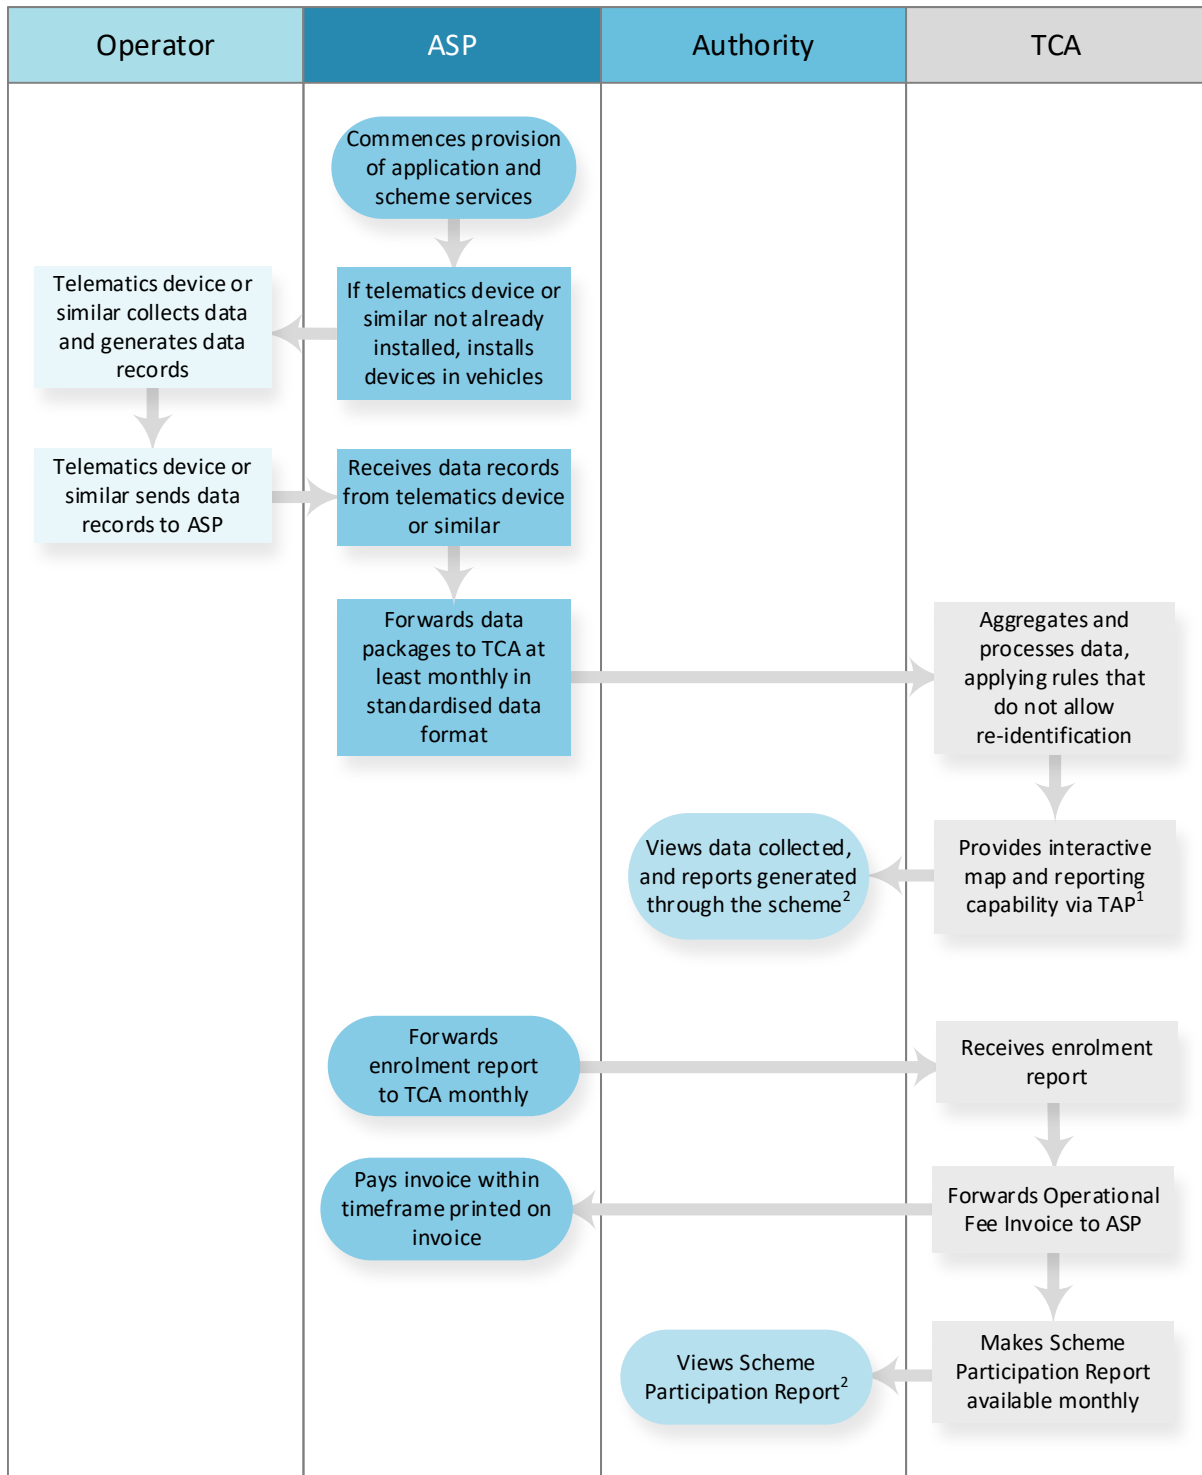 Operator
ASP
Authority
TCA
Commences provision
of application and
scheme services
Telematics device or
similar collects data
and generates data
records
If telematics device or
similar not already
installed, installs
devices in vehicles
Telematics device or
similar sends data
records to ASP
Receives data records
from telematics device
or similar
Forwards data
packages to TCA at
least monthly in
standardised data
format
Aggregates and
processes data,
applying rules that
do not allow
re-identification
Views data collected,
and reports generated
through the scheme²
Provides interactive
map and reporting
capability via TAP¹
Forwards
enrolment report
to TCA monthly
Receives enrolment
report
Pays invoice within
timeframe printed on
invoice
Forwards Operational
Fee Invoice to ASP
Views Scheme
Participation Report²
Makes Scheme
Participation Report
available monthly